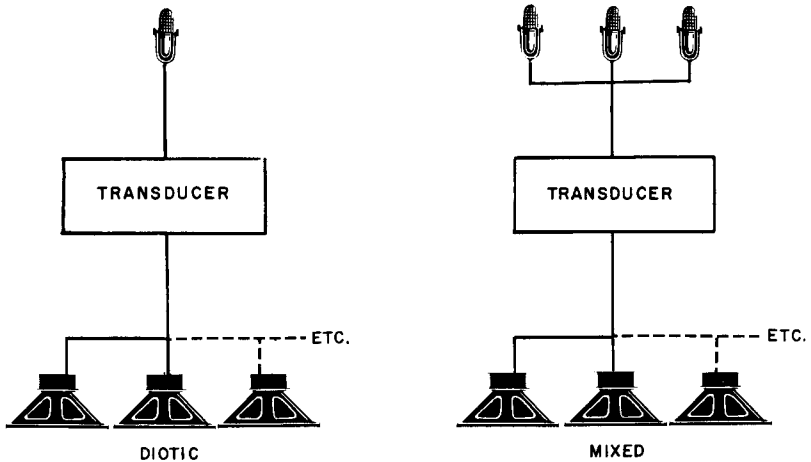 TRANSDUCER
TRANSDUCER
ETC.
ETC.
DIOTIC
MIXED